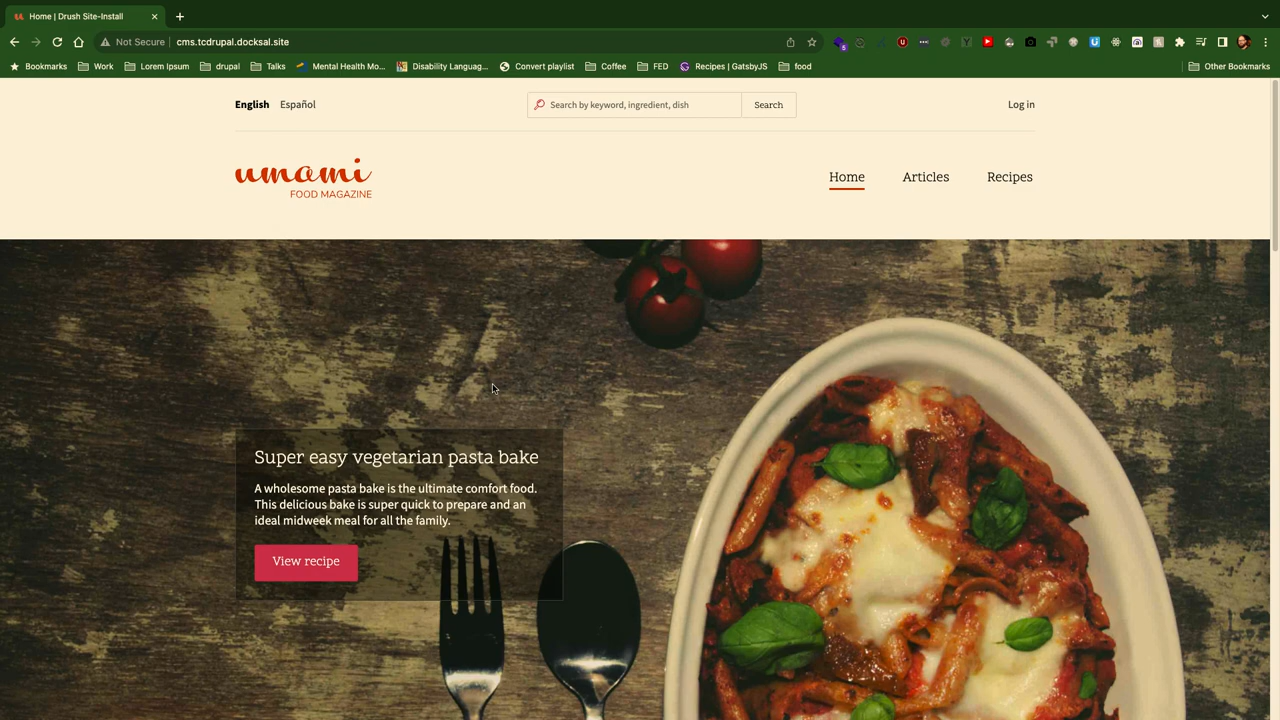 Home | Drush Site-Install
Not Secure | cms.tcdrupal.docksal.site
Bookmarks Work Lorem Ipsum drupal Talks Mental Health Mo... Disability Languag... Convert playlist Coffee FED Recipes | GatsbyJS food Other Bookmarks
English Español Search by keyword, ingredient, dish Search Log in
umami
FOOD MAGAZINE
Home Articles Recipes
Super easy vegetarian pasta bake
A wholesome pasta bake is the ultimate comfort food.
This delicious bake is super quick to prepare and an
ideal midweek meal for all the family.
View recipe